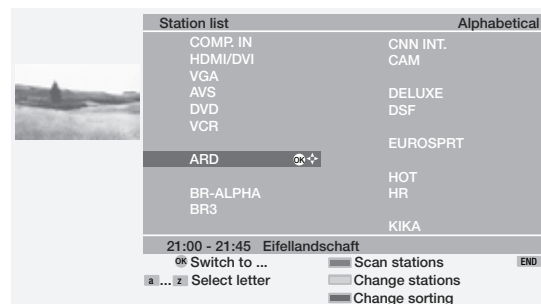 Station list Alphabetical
COMP. IN
HDMI/DVI
VGA
AVS
DVD
VCR
ARD OK
BR-ALPHA
BR3
CNN INT.
CAM
DELUXE
DSF
EUROSPRT
HOT
HR
KIKA
21:00 - 21:45 Eifellandschaft
OK Switch to ... Scan stations END
a ... z Select letter Change stations
Change sorting